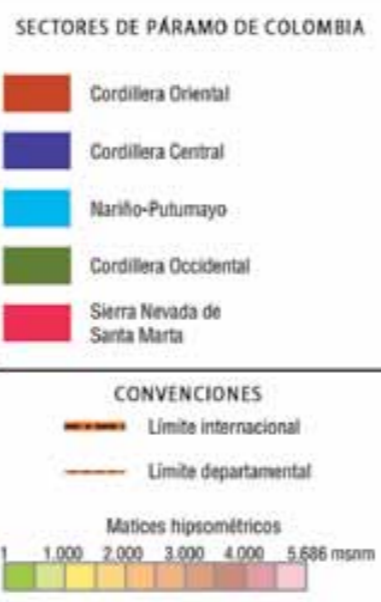 SECTORES DE PÁRAMO DE COLOMBIA
Cordillera Oriental
Cordillera Central
Nariño-Putumayo
Cordillera Occidental
Sierra Nevada de
Santa Marta
CONVENCIONES
Límite internacional
Límite departamental
Matices hipsométricos
1 1.000 2.000 3.000 4.000 5.686 msnm